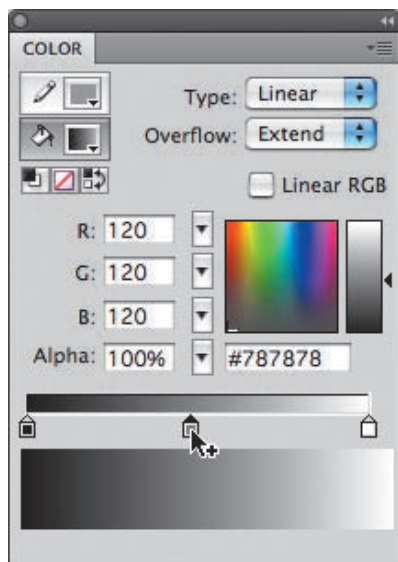 COLOR
Type: Linear
Overflow: Extend
Linear RGB
R: 120
G: 120
B: 120
Alpha: 100% #787878